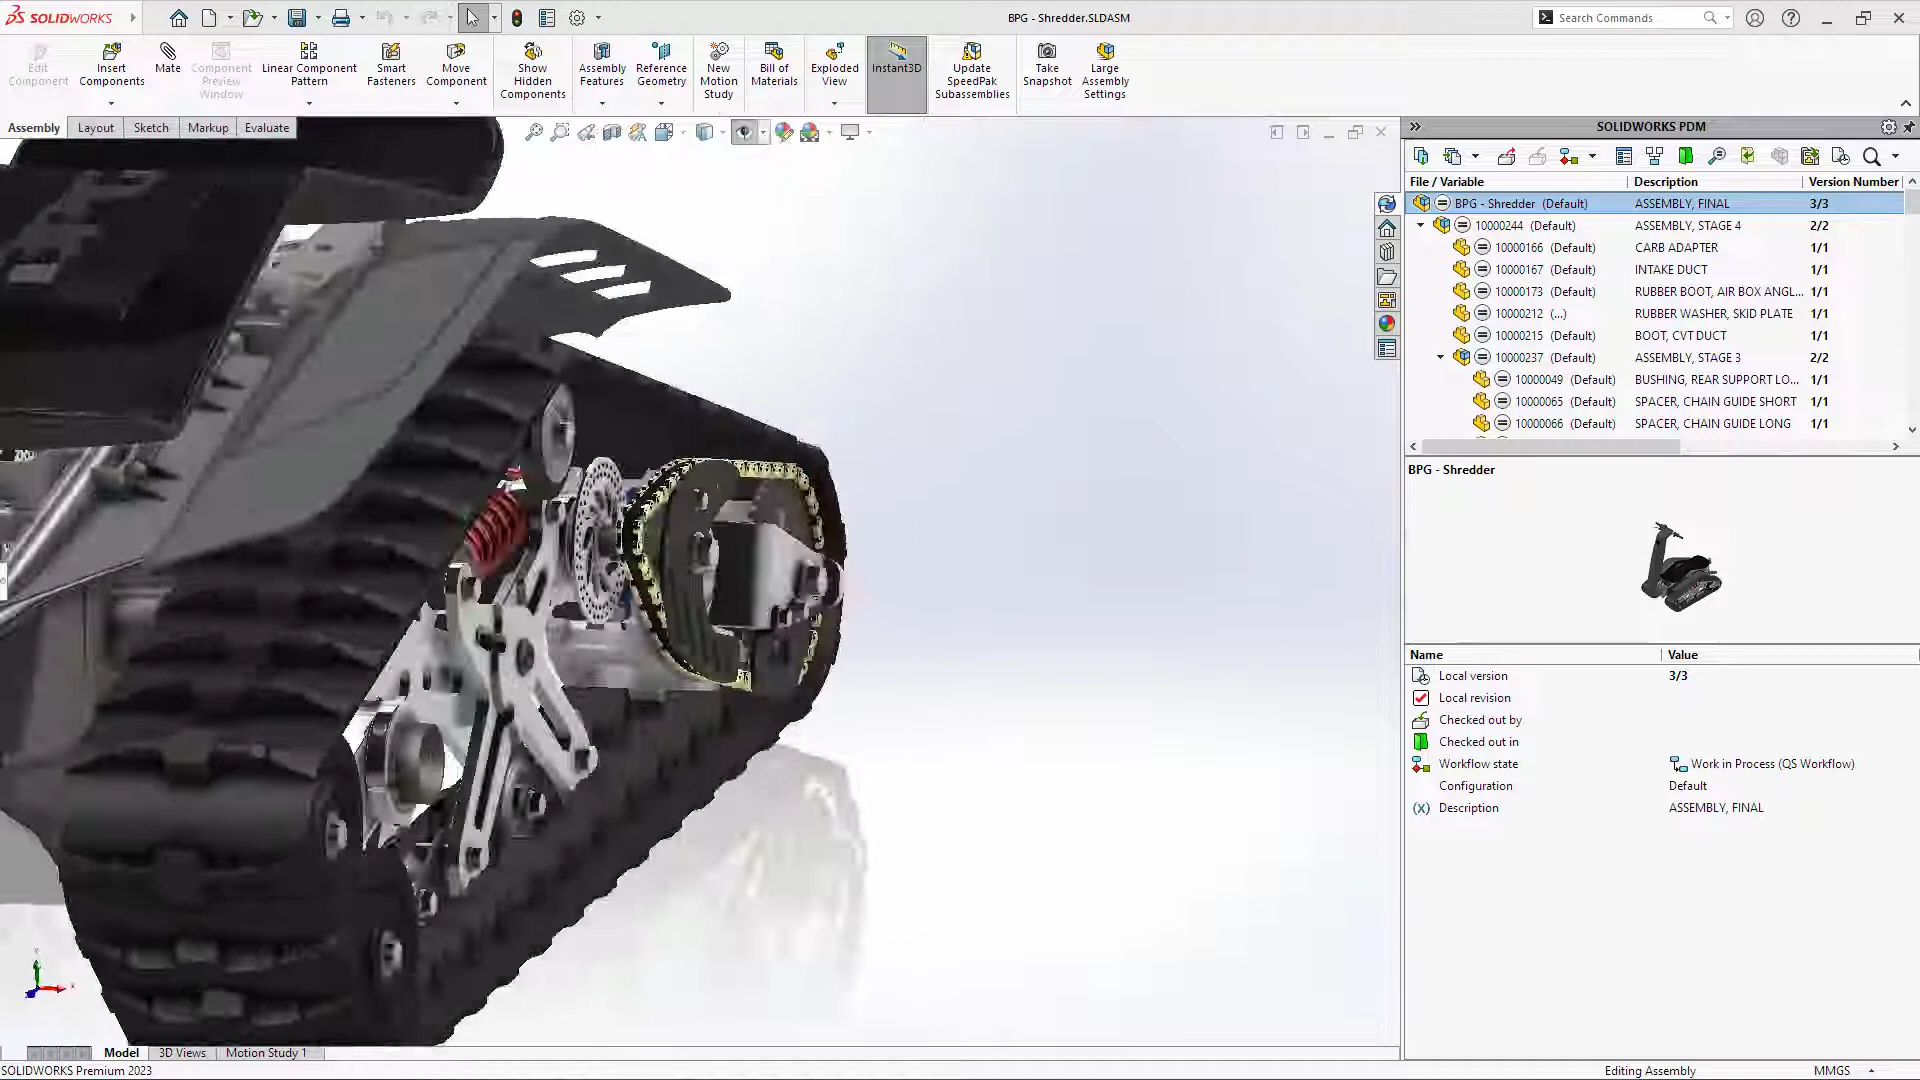 SOLIDWORKS
BPG - Shredder.SLDASM
Search Commands
Edit Component
Insert Components
Mate
Component Preview Window
Linear Component Pattern
Smart Fasteners
Move Component
Show Hidden Components
Assembly Features
Reference Geometry
New Motion Study
Bill of Materials
Exploded View
Instant3D
Update SpeedPak Subassemblies
Take Snapshot
Large Assembly Settings
Assembly Layout Sketch Markup Evaluate
SOLIDWORKS PDM
File / Variable Description Version Number
BPG - Shredder (Default) ASSEMBLY, FINAL 3/3
10000244 (Default) ASSEMBLY, STAGE 4 2/2
10000166 (Default) CARB ADAPTER 1/1
10000167 (Default) INTAKE DUCT 1/1
10000173 (Default) RUBBER BOOT, AIR BOX ANGL... 1/1
10000212 (...) RUBBER WASHER, SKID PLATE 1/1
10000215 (Default) BOOT, CVT DUCT 1/1
10000237 (Default) ASSEMBLY, STAGE 3 2/2
10000049 (Default) BUSHING, REAR SUPPORT LO... 1/1
10000065 (Default) SPACER, CHAIN GUIDE SHORT 1/1
10000066 (Default) SPACER, CHAIN GUIDE LONG 1/1
BPG - Shredder
Name Value
Local version 3/3
Local revision
Checked out by
Checked out in
Workflow state Work in Process (QS Workflow)
Configuration Default
(x) Description ASSEMBLY, FINAL
Model 3D Views Motion Study 1
SOLIDWORKS Premium 2023 Editing Assembly MMGS